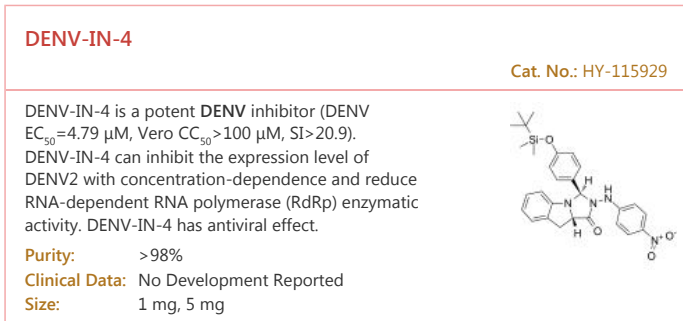 DENV-IN-4
Cat. No.: HY-115929
DENV-IN-4 is a potent DENV inhibitor (DENV
EC50=4.79 μM, Vero CC50>100 μM, SI>20.9).
DENV-IN-4 can inhibit the expression level of
DENV2 with concentration-dependence and reduce
RNA-dependent RNA polymerase (RdRp) enzymatic
activity. DENV-IN-4 has antiviral effect.
Purity: >98%
Clinical Data: No Development Reported
Size: 1 mg, 5 mg
Si
O
H
N
N
NH
H
O
N+
O-
O